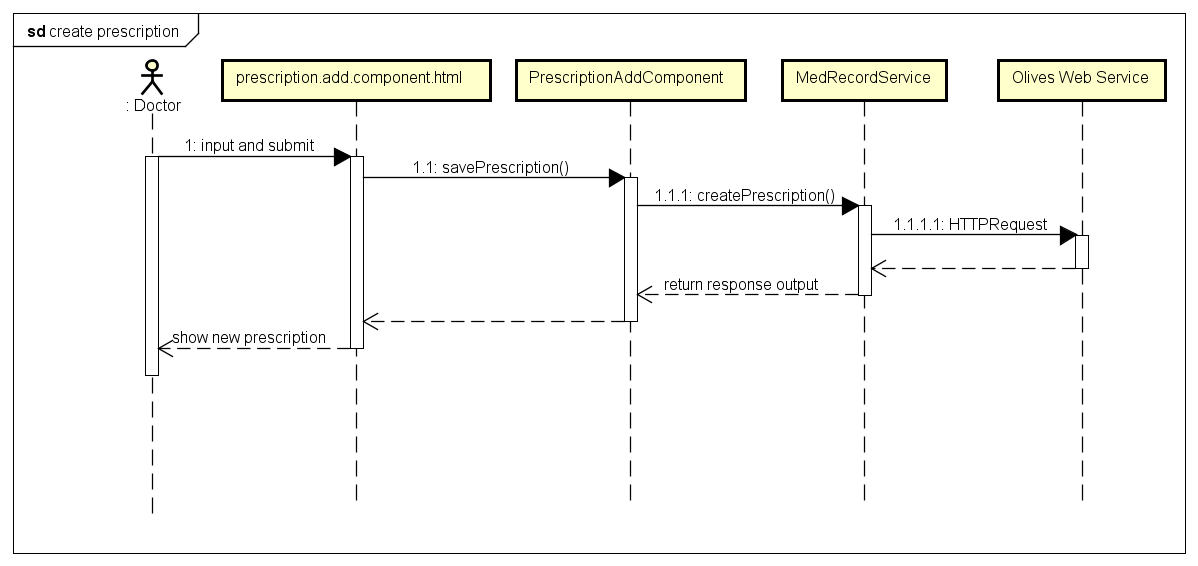 sd create prescription
: Doctor
prescription.add.component.html
PrescriptionAddComponent
MedRecordService
Olives Web Service
1: input and submit
1.1: savePrescription()
1.1.1: createPrescription()
1.1.1.1: HTTPRequest
return response output
show new prescription